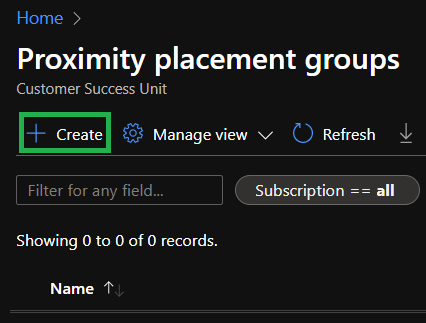 Home
Proximity placement groups
Customer Success Unit
Create Manage view Refresh
Filter for any field... Subscription == all
Showing 0 to 0 of 0 records.
Name